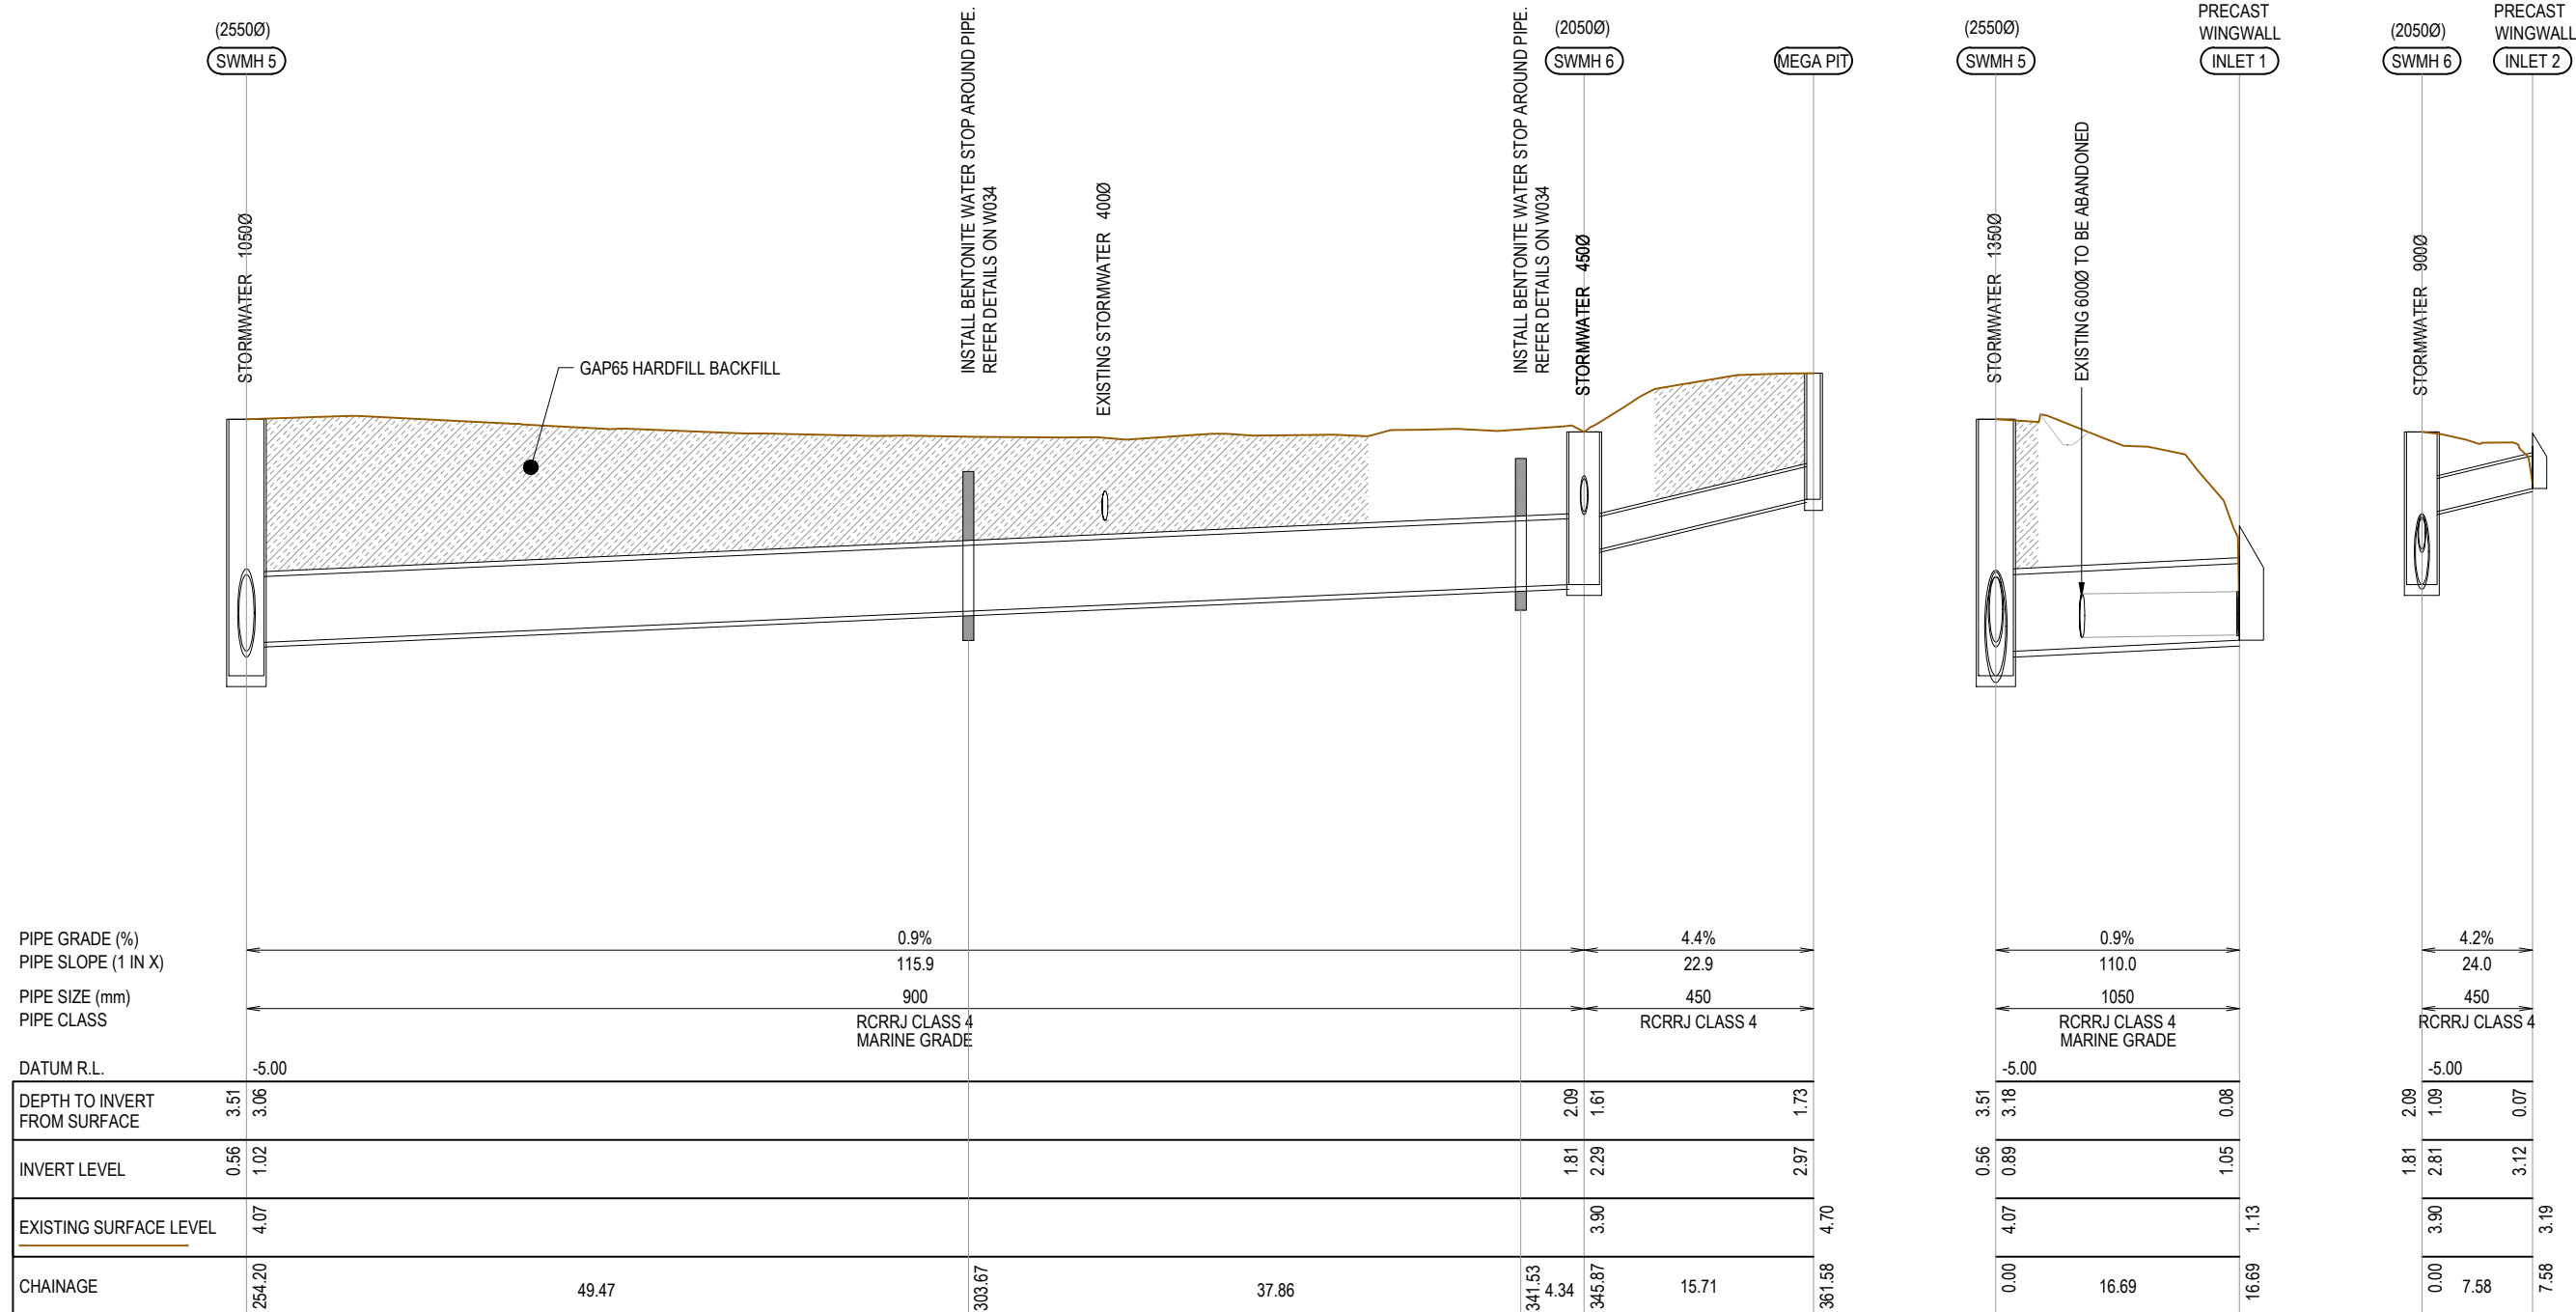 (2550Ø)
SWMH 5
(2050Ø)
SWMH 6
MEGA PIT
(2550Ø)
SWMH 5
PRECAST
WINGWALL
INLET 1
(2050Ø)
SWMH 6
PRECAST
WINGWALL
INLET 2
STORMWATER 1050Ø
INSTALL BENTONITE WATER STOP AROUND PIPE.
REFER DETAILS ON W034
EXISTING STORMWATER 400Ø
INSTALL BENTONITE WATER STOP AROUND PIPE.
REFER DETAILS ON W034
STORMWATER 450Ø
STORMWATER 1350Ø
EXISTING 600Ø TO BE ABANDONED
STORMWATER 900Ø
GAP65 HARDFILL BACKFILL
PIPE GRADE (%) 0.9% 4.4% 0.9% 4.2%
PIPE SLOPE (1 IN X) 115.9 22.9 110.0 24.0
PIPE SIZE (mm) 900 450 1050 450
PIPE CLASS RCRRJ CLASS 4 RCRRJ CLASS 4 RCRRJ CLASS 4 RCRRJ CLASS 4
MARINE GRADE MARINE GRADE
DATUM R.L. -5.00 -5.00 -5.00
DEPTH TO INVERT
FROM SURFACE
3.51 3.06 2.09 1.61 1.73 3.51 3.18 0.08 2.09 1.09 0.07
INVERT LEVEL 0.56 1.02 1.81 2.29 2.97 0.56 0.89 1.05 1.81 2.81 3.12
EXISTING SURFACE LEVEL 4.07 3.90 4.70 4.07 1.13 3.90 3.19
CHAINAGE 254.20 49.47 303.67 37.86 341.53 4.34 345.87 15.71 361.58 0.00 16.69 16.69 0.00 7.58 7.58